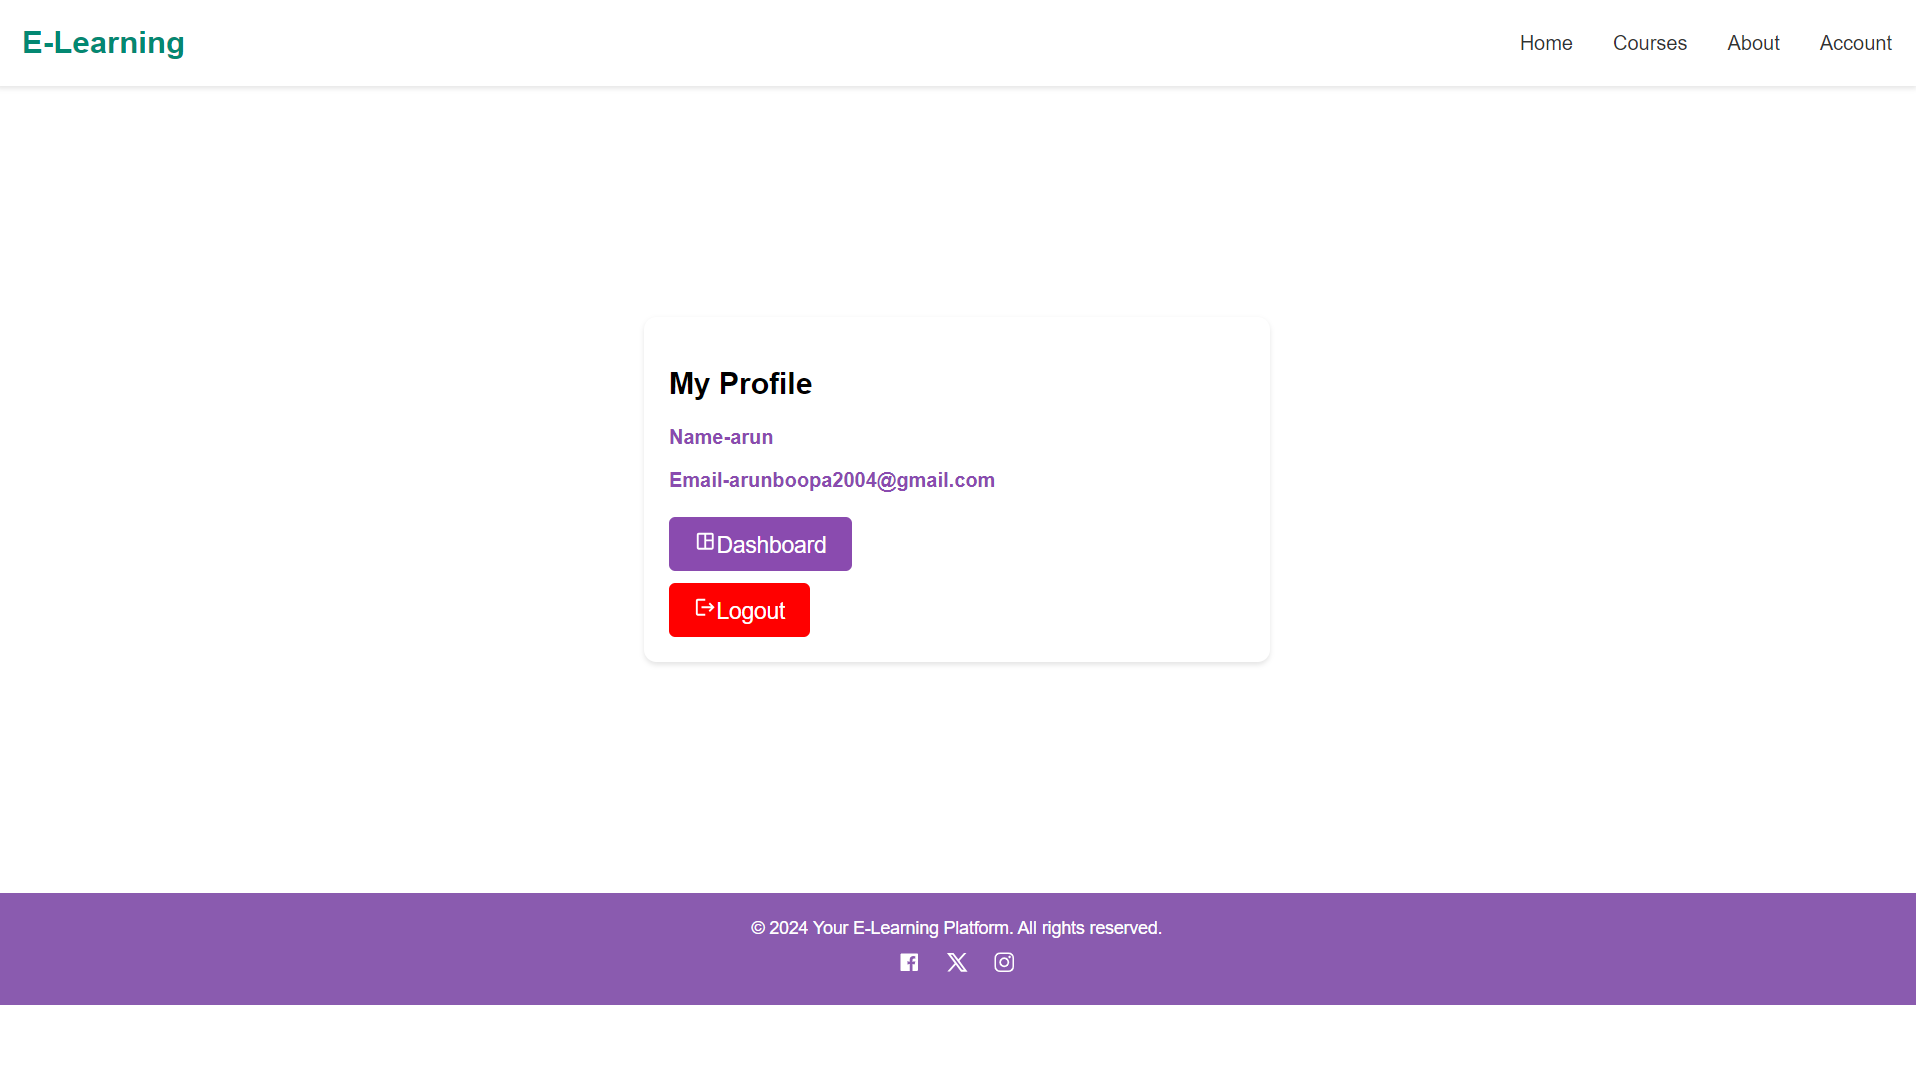 E-Learning
Home Courses About Account
My Profile
Name-arun
Email-arunboopa2004@gmail.com
Dashboard
Logout
© 2024 Your E-Learning Platform. All rights reserved.